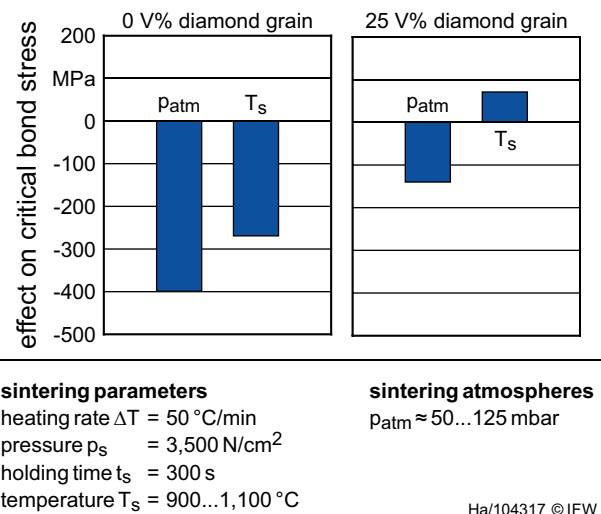 0 V% diamond grain
25 V% diamond grain
effect on critical bond stress
200
MPa
0
-100
-200
-300
-400
-500
patm
Ts
patm
Ts
sintering parameters
heating rate ΔT = 50 °C/min
pressure ps = 3,500 N/cm²
holding time ts = 300 s
temperature Ts = 900...1,100 °C
sintering atmospheres
patm ≈ 50...125 mbar
Ha/104317 © IFW